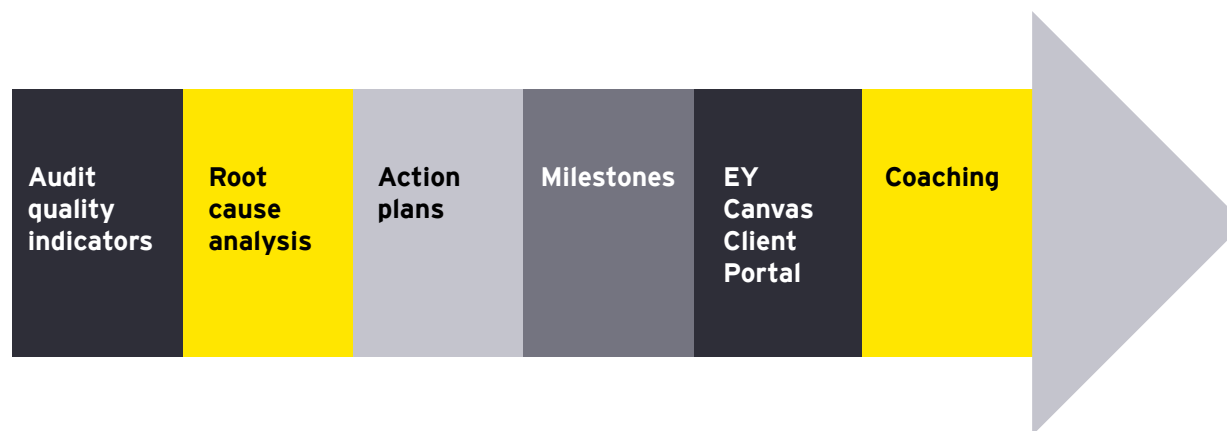 Audit
quality
indicators
Root
cause
analysis
Action
plans
Milestones
EY
Canvas
Client
Portal
Coaching